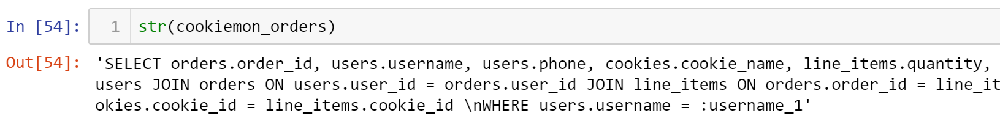 In [54]: 1 str(cookiemon_orders)
Out[54]: 'SELECT orders.order_id, users.username, users.phone, cookies.cookie_name, line_items.quantity,
users JOIN orders ON users.user_id = orders.user_id JOIN line_items ON orders.order_id = line_it
okies.cookie_id = line_items.cookie_id \nWHERE users.username = :username_1'